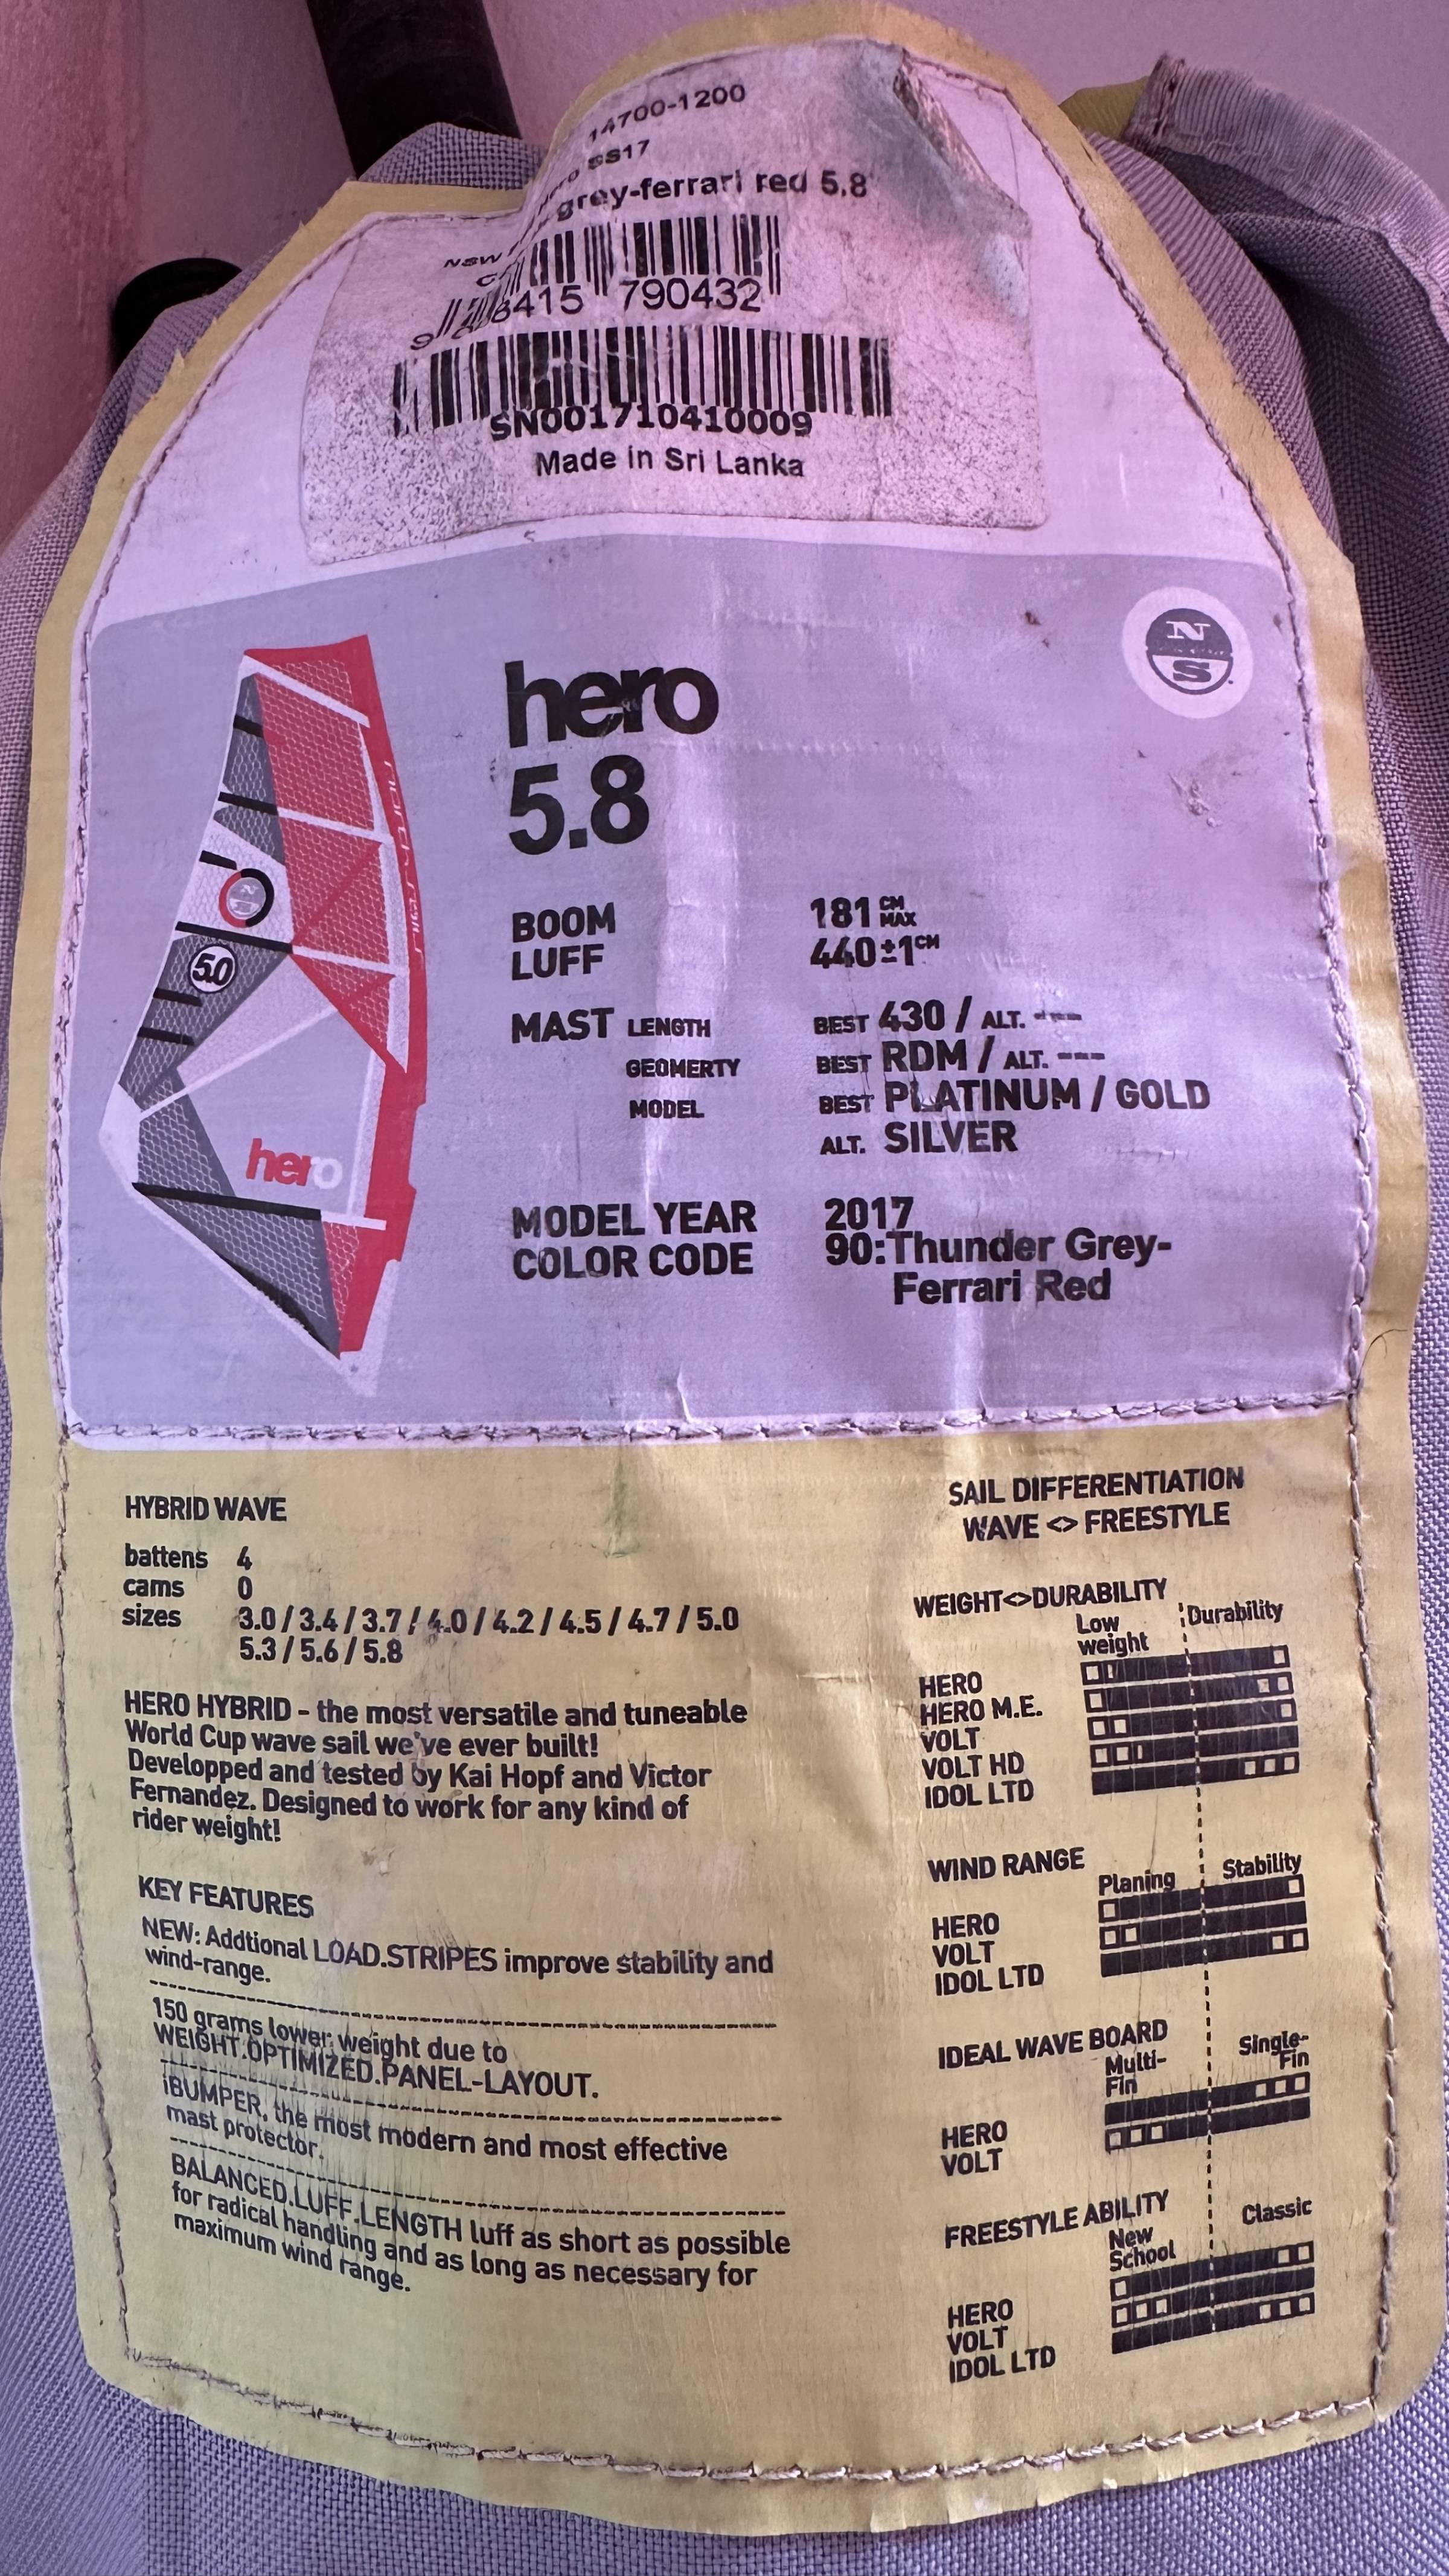 14700-1200
SS17
grey-ferrari red 5.8
NSW
790432
SN001710410009
Made in Sri Lanka
N
S
hero
5.8
N
S
5.0
hero
BOOM 181 CM MAX
LUFF 440±1CM
MAST LENGTH BEST 430 / ALT. ---
GEOMERTY BEST RDM / ALT. ---
MODEL BEST PLATINUM / GOLD
ALT. SILVER
MODEL YEAR 2017
COLOR CODE 90:Thunder Grey-
Ferrari Red
HYBRID WAVE
battens 4
cams 0
sizes 3.0 / 3.4 / 3.7 / 4.0 / 4.2 / 4.5 / 4.7 / 5.0
5.3 / 5.6 / 5.8
HERO HYBRID - the most versatile and tuneable
World Cup wave sail we've ever built!
Developped and tested by Kai Hopf and Victor
Fernandez. Designed to work for any kind of
rider weight!
KEY FEATURES
NEW: Addtional LOAD.STRIPES improve stability and
wind-range.
150 grams lower weight due to
WEIGHT.OPTIMIZED.PANEL-LAYOUT.
iBUMPER, the most modern and most effective
mast protector.
BALANCED.LUFF.LENGTH luff as short as possible
for radical handling and as long as necessary for
maximum wind range.
SAIL DIFFERENTIATION
WAVE <> FREESTYLE
WEIGHT<>DURABILITY
Low Durability
weight
HERO
HERO M.E.
VOLT
VOLT HD
IDOL LTD
WIND RANGE
Planing Stability
HERO
VOLT
IDOL LTD
IDEAL WAVE BOARD
Multi- Single-
Fin Fin
HERO
VOLT
FREESTYLE ABILITY
New Classic
School
HERO
VOLT
IDOL LTD